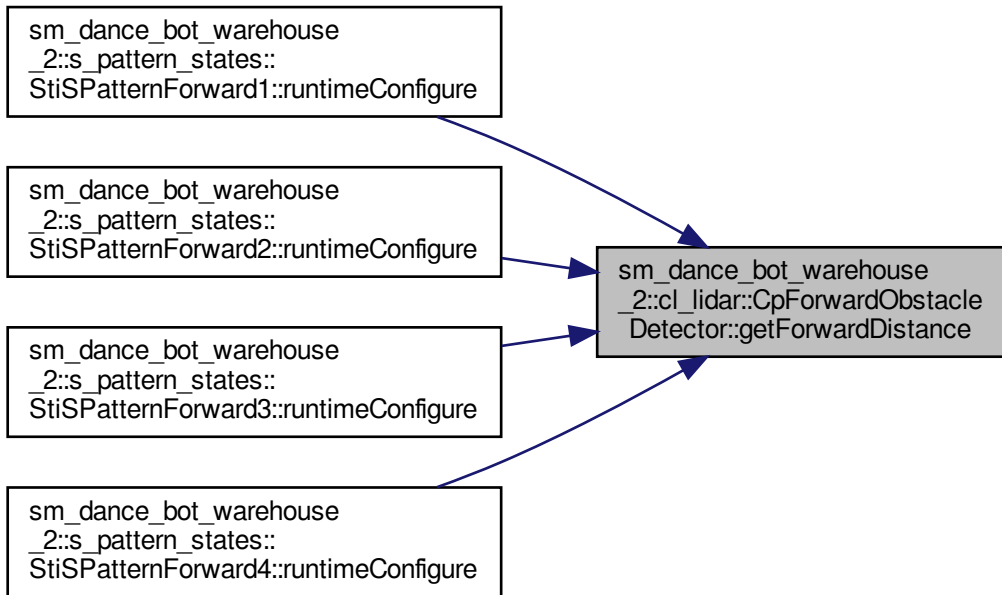 sm_dance_bot_warehouse
_2::s_pattern_states::
StiSPatternForward1::runtimeConfigure
sm_dance_bot_warehouse
_2::s_pattern_states::
StiSPatternForward2::runtimeConfigure
sm_dance_bot_warehouse
_2::cl_lidar::CpForwardObstacle
Detector::getForwardDistance
sm_dance_bot_warehouse
_2::s_pattern_states::
StiSPatternForward3::runtimeConfigure
sm_dance_bot_warehouse
_2::s_pattern_states::
StiSPatternForward4::runtimeConfigure